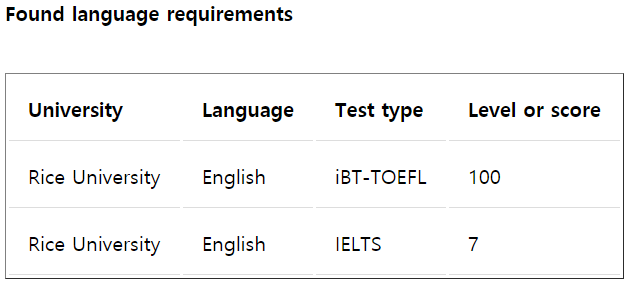 Found language requirements
University Language Test type Level or score
Rice University English iBT-TOEFL 100
Rice University English IELTS 7